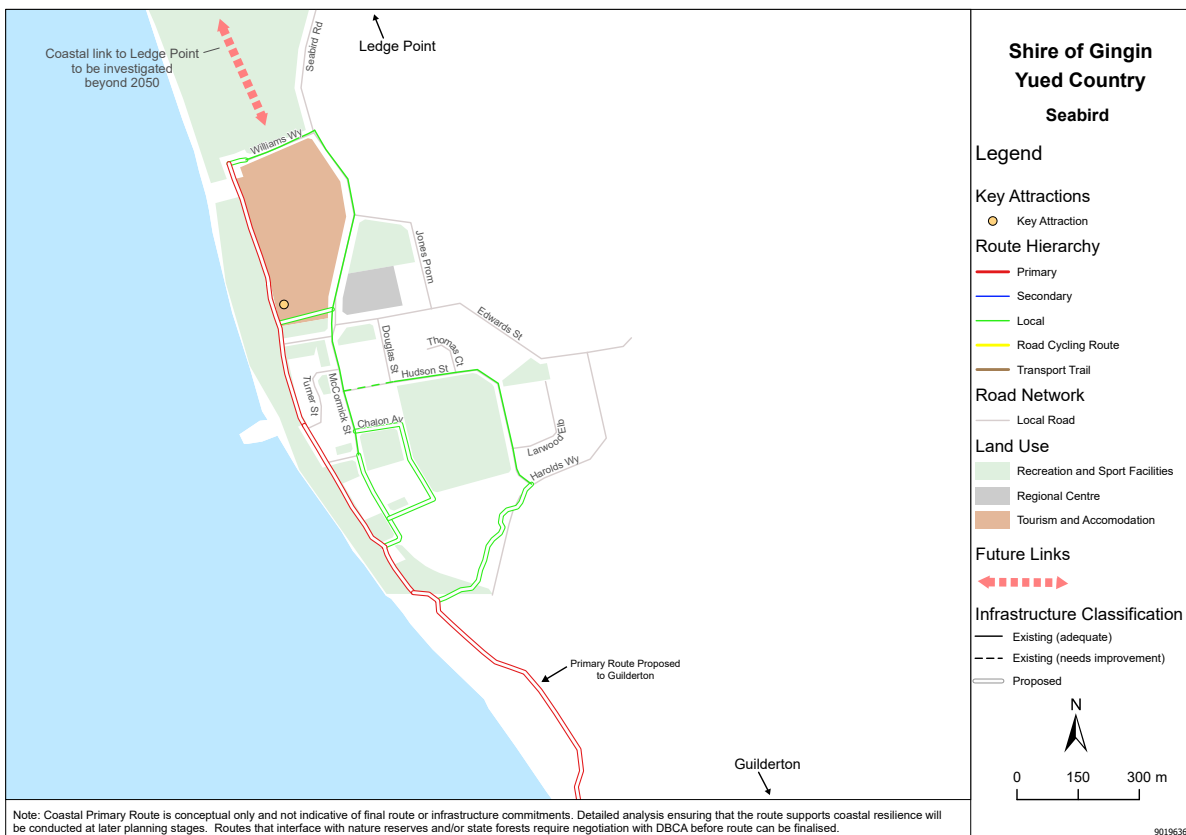 Coastal link to Ledge Point
to be investigated
beyond 2050
Seabird Rd
Ledge Point
Williams Wy
Jones Prom
Edwards St
Douglas St
Thomas Ct
Hudson St
Turner St
McCormick St
Chalon Av
Larwood Elb
Harolds Wy
Primary Route Proposed
to Guilderton
Guilderton
Shire of Gingin
Yued Country
Seabird
Legend
Key Attractions
Key Attraction
Route Hierarchy
Primary
Secondary
Local
Road Cycling Route
Transport Trail
Road Network
Local Road
Land Use
Recreation and Sport Facilities
Regional Centre
Tourism and Accomodation
Future Links
Infrastructure Classification
Existing (adequate)
Existing (needs improvement)
Proposed
N
0 150 300 m
Note: Coastal Primary Route is conceptual only and not indicative of final route or infrastructure commitments. Detailed analysis ensuring that the route supports coastal resilience will
be conducted at later planning stages. Routes that interface with nature reserves and/or state forests require negotiation with DBCA before route can be finalised.
9019636